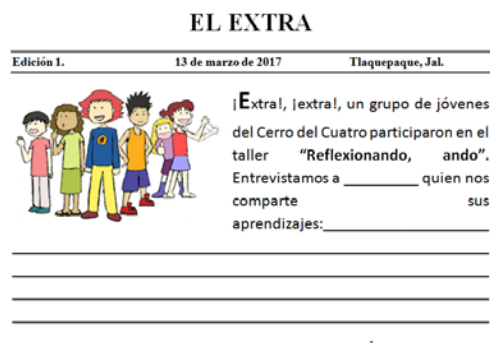 EL EXTRA
Edición 1. 13 de marzo de 2017 Tlaquepaque, Jal.
¡Extra!, ¡extra!, un grupo de jóvenes
del Cerro del Cuatro participaron en el
taller “Reflexionando, ando”.
Entrevistamos a _________ quien nos
comparte sus
aprendizajes:____________________